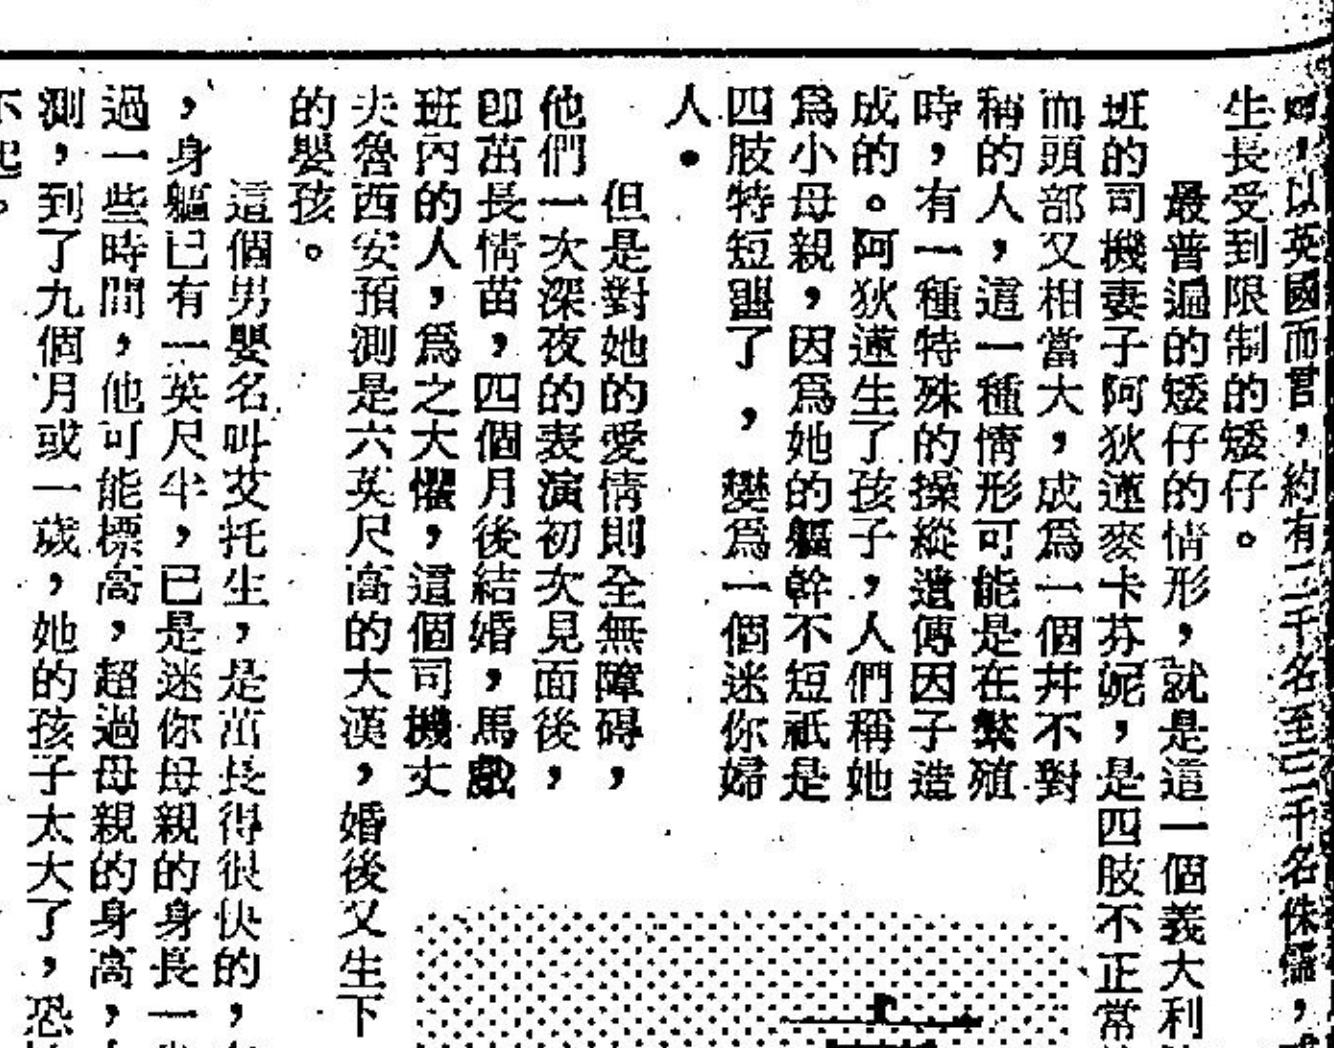 ，以英國而言，約有二千名至三千名侏儒，
生長受到限制的矮仔。
最普遍的矮仔的情形，就是這一個義大利
班的司機妻子阿狄蓮麥卡芬妮，是四肢不正常
而頭部又相當大，成爲一個幷不對
稱的人，這一種情形可能是在繁殖
時，有一種特殊的操縱遺傳因子造
成的。阿狄蓮生了孩子，人們稱她
爲小母親，因爲她的軀幹不短祇是
四肢特短罷了，變爲一個迷你婦
人。
但是對她的愛情則全無障碍，
他們一次深夜的表演初次見面後，
卽茁長情苗，四個月後結婚，馬戲
班內的人，爲之大懼，這個司機丈
夫魯西安預測是六英尺高的大漢，婚後又生下
的嬰孩。
這個男嬰名叫艾托生，是茁長得很快的，
，身軀已有一英尺半，已是迷你母親的身長一
過一些時間，他可能標高，超過母親的身高，
測，到了九個月或一歲，她的孩子太大了，恐
不起。